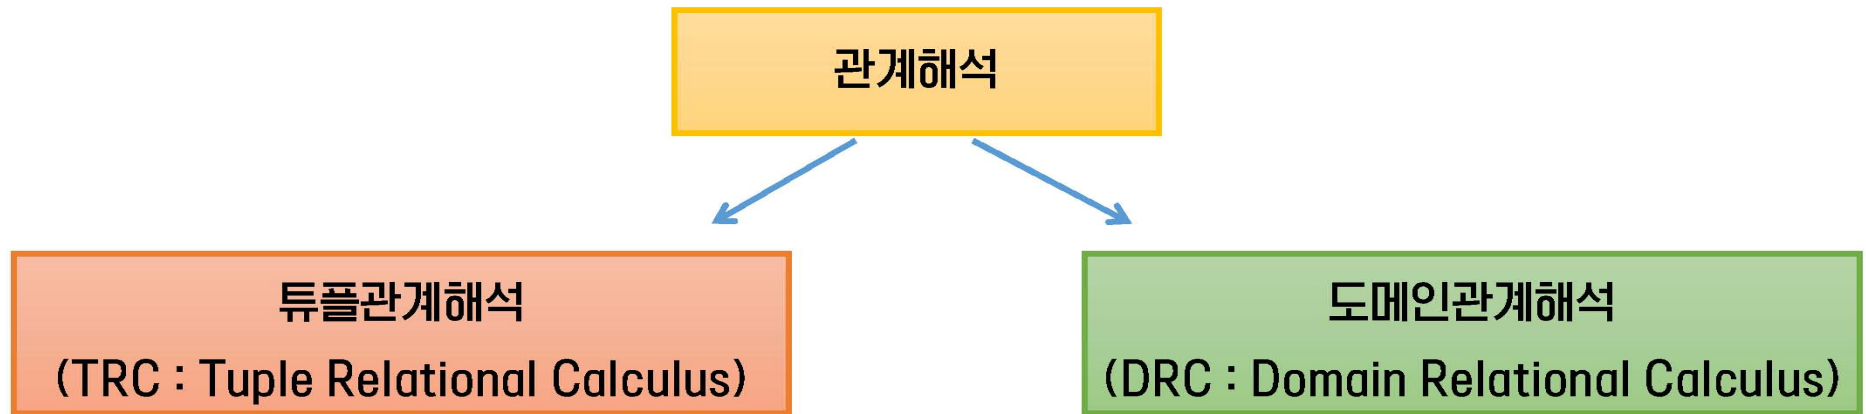 관계해석
튜플관계해석
(TRC : Tuple Relational Calculus)
도메인관계해석
(DRC : Domain Relational Calculus)